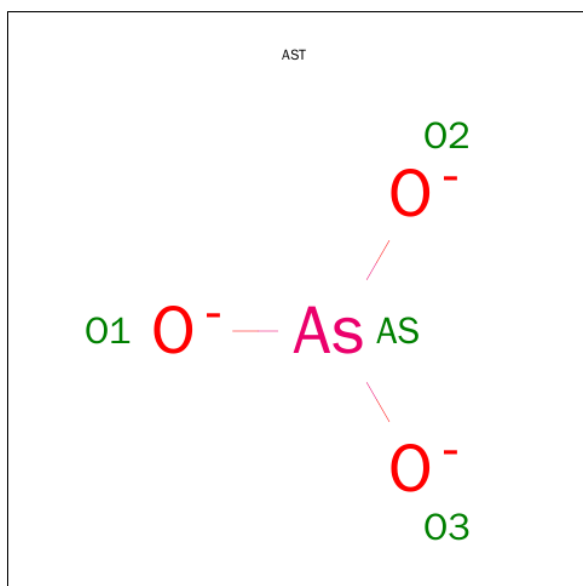 AST
O2
O-
O1 O- As AS
O-
O3